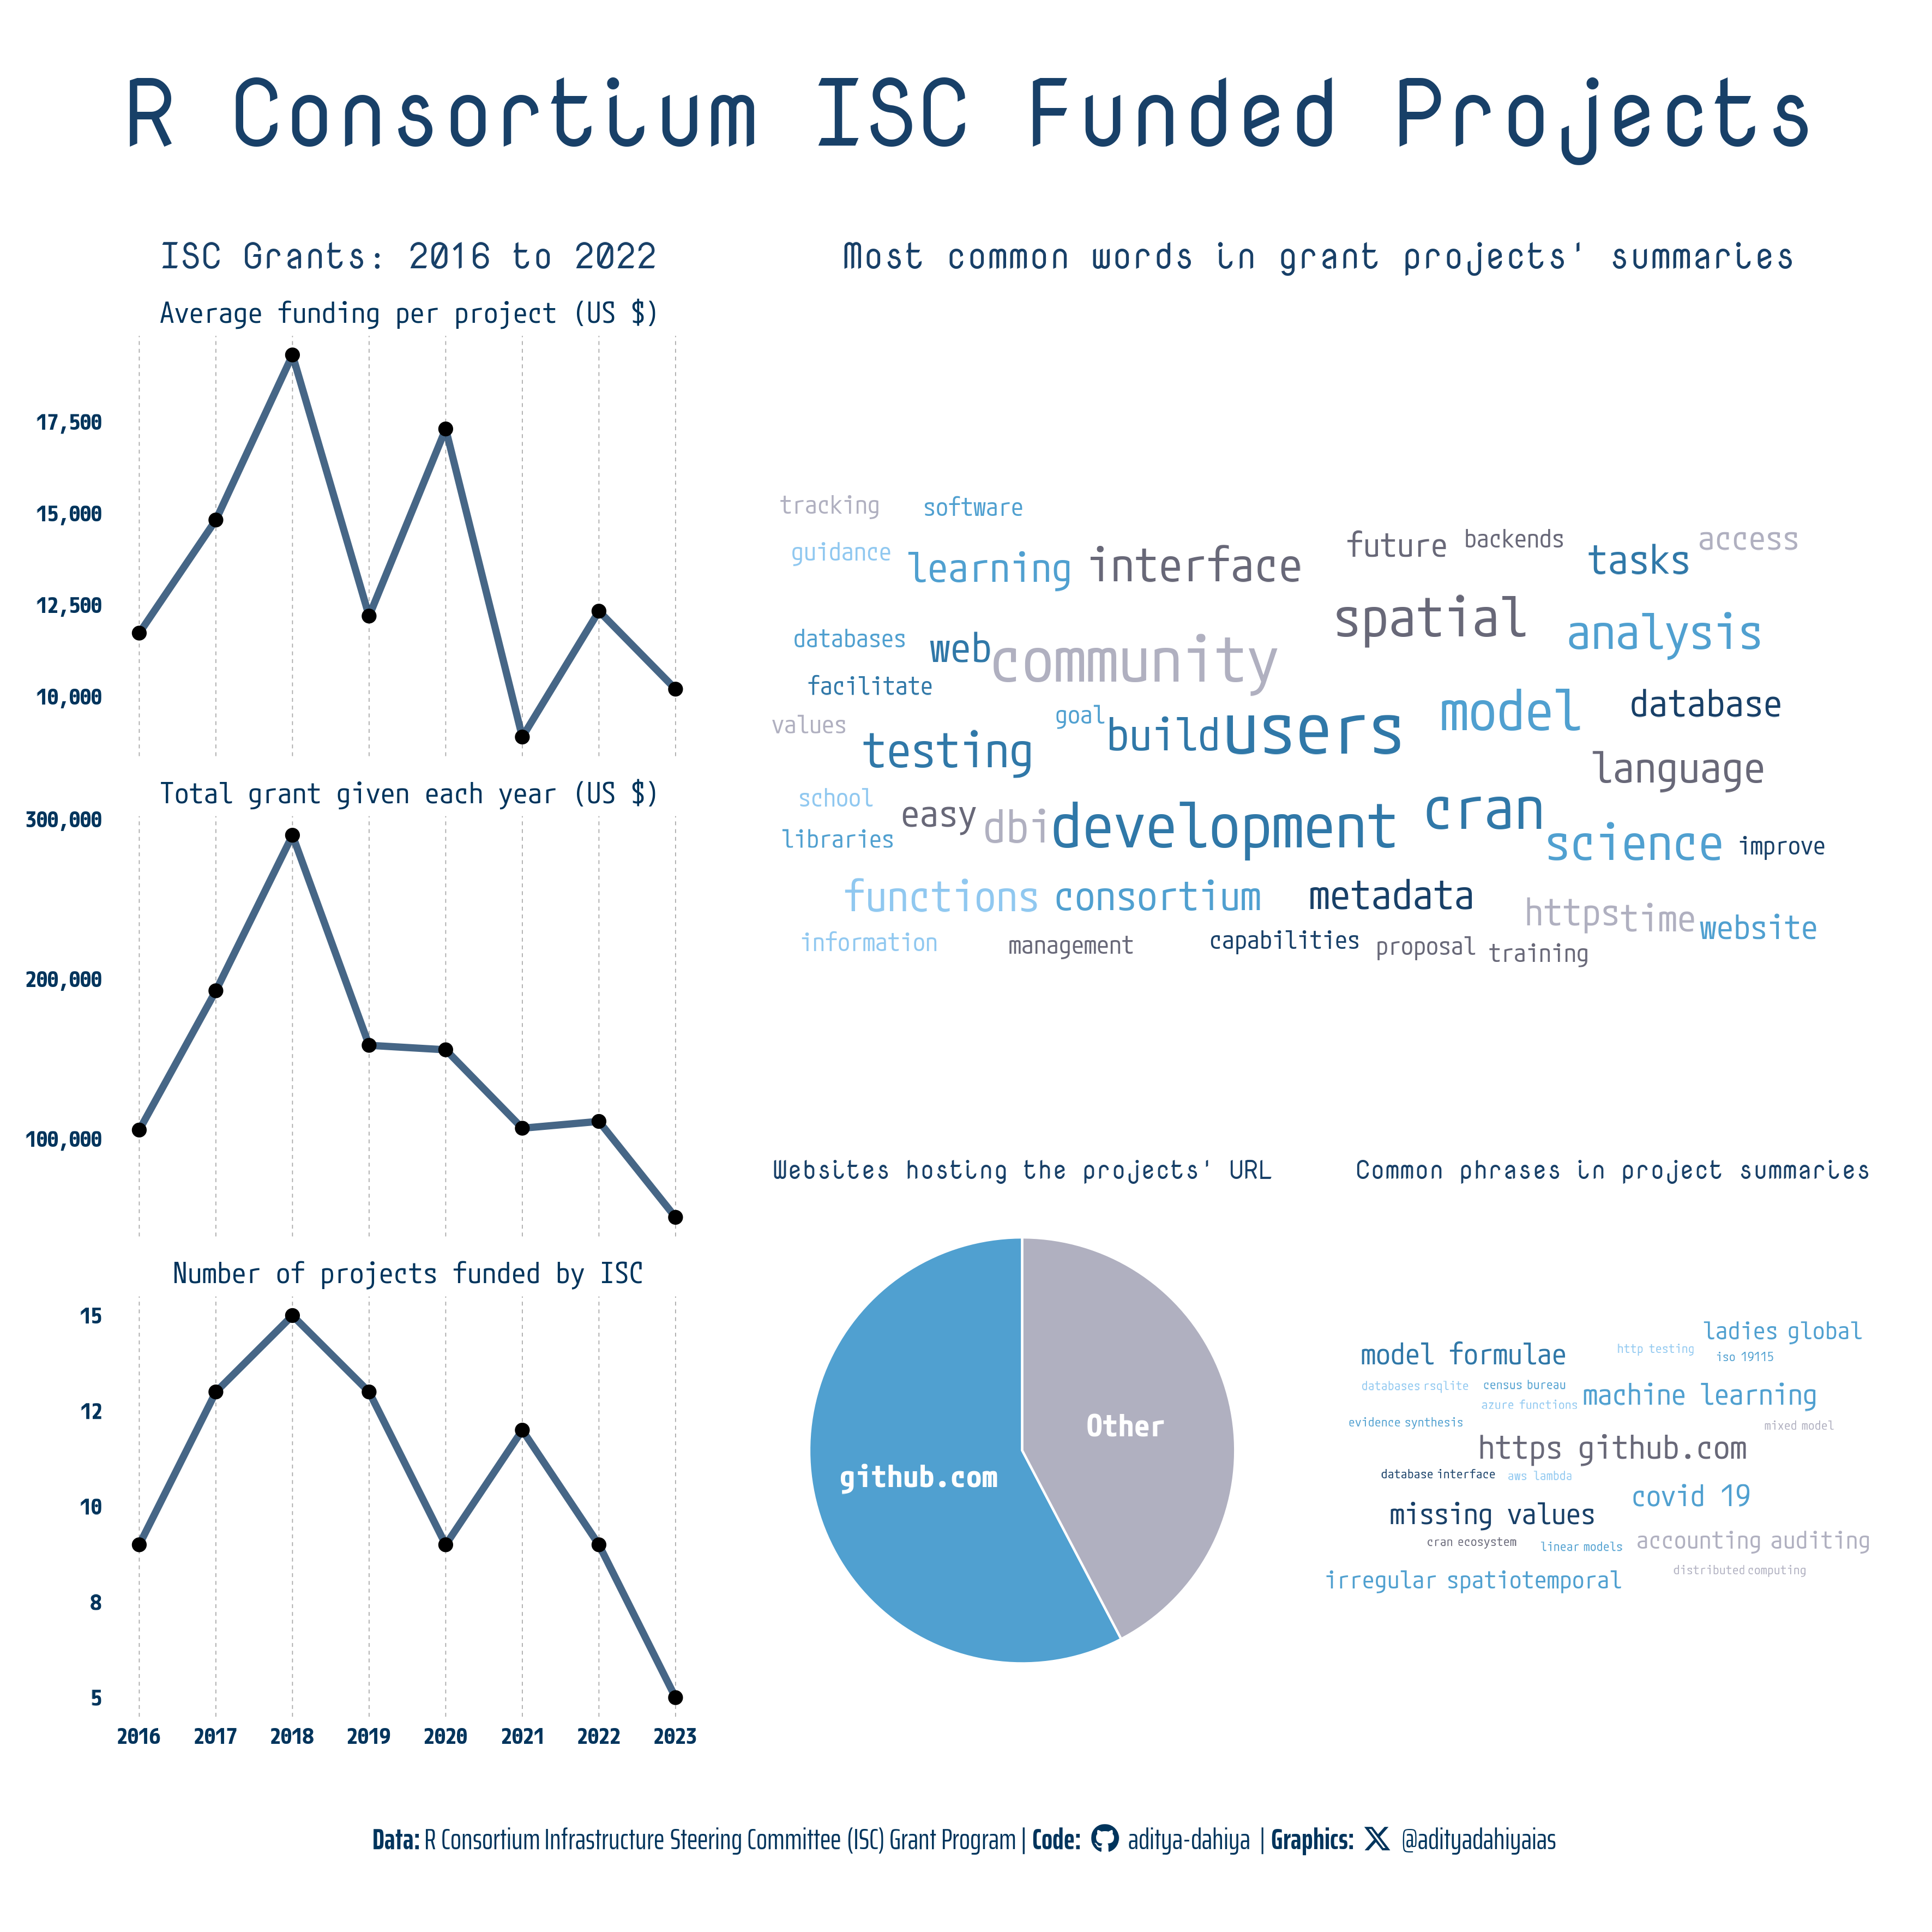 R Consortium ISC Funded Projects
ISC Grants: 2016 to 2022
Average funding per project (US $)
17,500
15,000
12,500
10,000
Total grant given each year (US $)
300,000
200,000
100,000
Number of projects funded by ISC
15
12
10
8
5
2016 2017 2018 2019 2020 2021 2022 2023
Most common words in grant projects' summaries
tracking software
future backends tasks access
guidance learning interface
spatial analysis
databases web community
facilitate
model database
values goal build users
testing
language
school easy dbi development cran
libraries science improve
functions consortium metadata
https time website
information management capabilities proposal training
Websites hosting the projects' URL
Other
github.com
Common phrases in project summaries
ladies global
model formulae http testing iso 19115
databases rsqlite census bureau machine learning
azure functions
evidence synthesis mixed model
https github.com
database interface aws lambda
covid 19
missing values
cran ecosystem linear models accounting auditing
distributed computing
irregular spatiotemporal
Data: R Consortium Infrastructure Steering Committee (ISC) Grant Program | Code: aditya-dahiya | Graphics: @adityadahiyaias